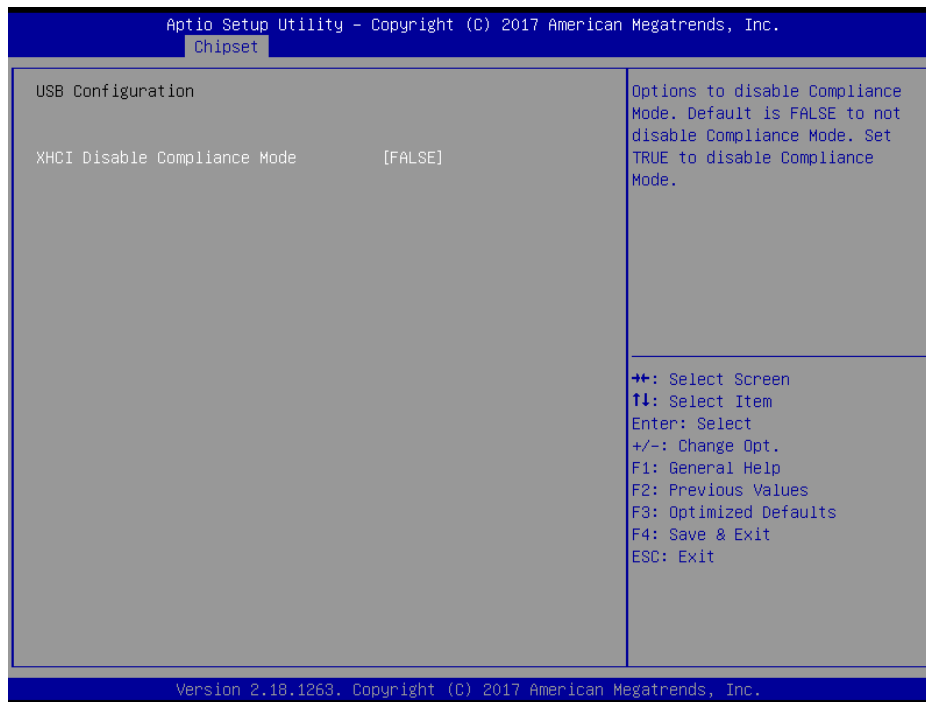 Aptio Setup Utility – Copyright (C) 2017 American Megatrends, Inc.
Chipset
USB Configuration
XHCI Disable Compliance Mode [FALSE]
Options to disable Compliance
Mode. Default is FALSE to not
disable Compliance Mode. Set
TRUE to disable Compliance
Mode.
→←: Select Screen
↑↓: Select Item
Enter: Select
+/-: Change Opt.
F1: General Help
F2: Previous Values
F3: Optimized Defaults
F4: Save & Exit
ESC: Exit
Version 2.18.1263. Copyright (C) 2017 American Megatrends, Inc.